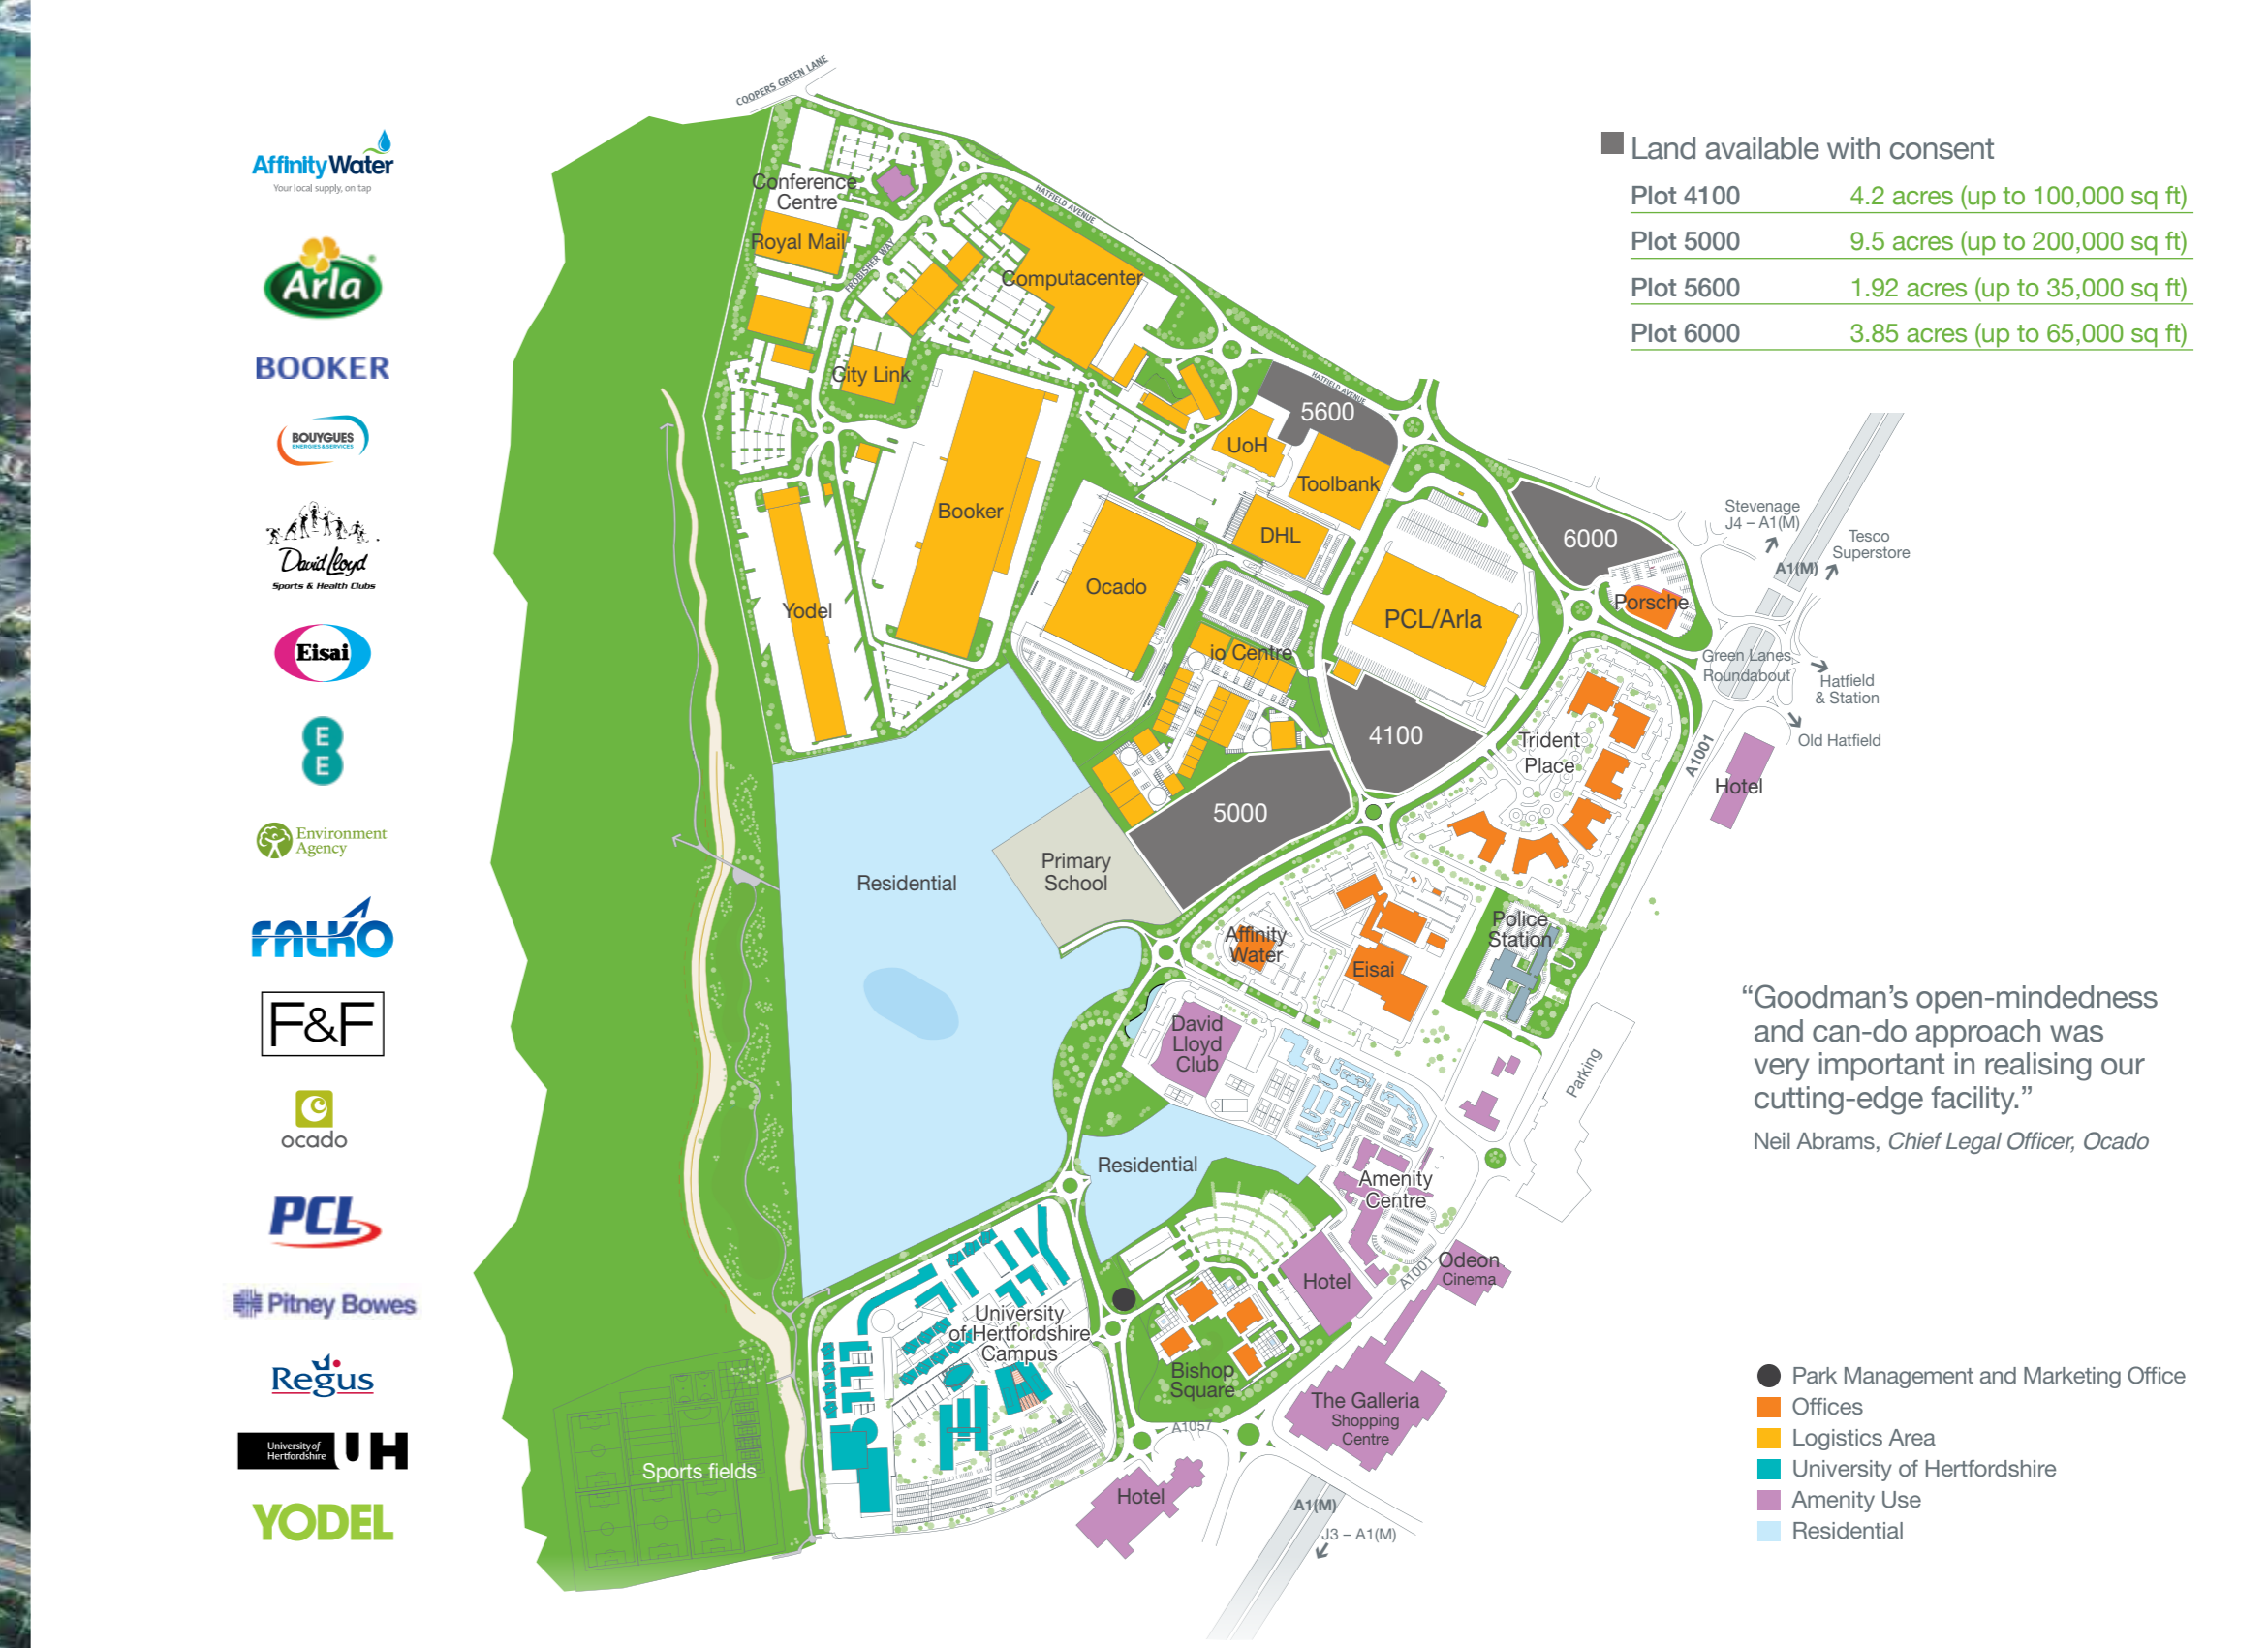 AffinityWater
Your local supply, on tap
Arla
BOOKER
BOUYGUES
ENERGIES & SERVICES
David Lloyd
Sports & Health Clubs
Eisai
E
E
Environment
Agency
FALKO
F&F
ocado
PCL
Pitney Bowes
Regus
University of
Hertfordshire
UH
YODEL
COOPERS GREEN LANE
Conference
Centre
Royal Mail
FROBISHER WAY
HATFIELD AVENUE
Computacenter
City Link
HATFIELD AVENUE
5600
UoH
Toolbank
Booker
DHL
Ocado
Yodel
io Centre
PCL/Arla
6000
Porsche
Stevenage
J4 – A1(M)
Tesco
Superstore
A1(M)
Green Lanes
Roundabout
Hatfield
& Station
Old Hatfield
A1001
Hotel
4100
Trident
Place
5000
Primary
School
Residential
Affinity
Water
Eisai
Police
Station
David
Lloyd
Club
Parking
Residential
Amenity
Centre
A1001
Odeon
Cinema
Hotel
University
of Hertfordshire
Campus
Bishop
Square
The Galleria
Shopping
Centre
A1057
Sports fields
Hotel
A1(M)
J3 – A1(M)
Land available with consent
Plot 4100 4.2 acres (up to 100,000 sq ft)
Plot 5000 9.5 acres (up to 200,000 sq ft)
Plot 5600 1.92 acres (up to 35,000 sq ft)
Plot 6000 3.85 acres (up to 65,000 sq ft)
“Goodman’s open-mindedness
and can-do approach was
very important in realising our
cutting-edge facility.”
Neil Abrams, Chief Legal Officer, Ocado
Park Management and Marketing Office
Offices
Logistics Area
University of Hertfordshire
Amenity Use
Residential